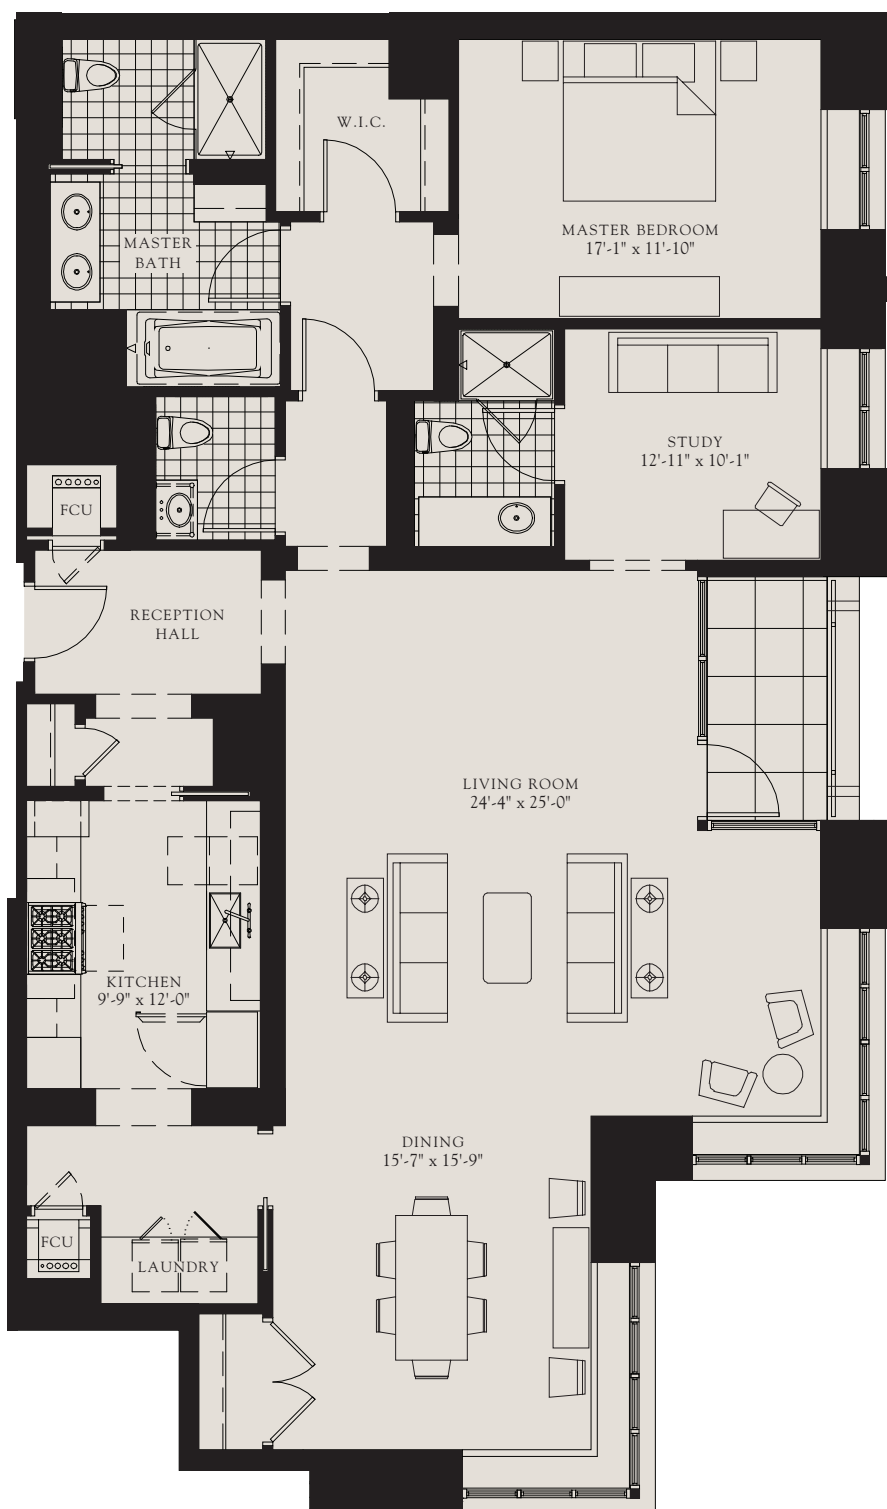 W.I.C.
MASTER BEDROOM
17'-1" x 11'-10"
MASTER
BATH
STUDY
12'-11" x 10'-1"
FCU
RECEPTION
HALL
LIVING ROOM
24'-4" x 25'-0"
KITCHEN
9'-9" x 12'-0"
DINING
15'-7" x 15'-9"
FCU
LAUNDRY